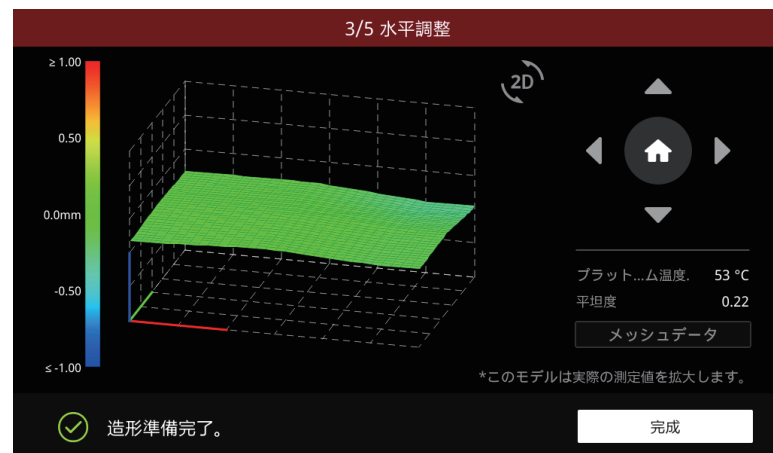 3/5 水平調整
≥ 1.00
0.50
0.0mm
-0.50
≤ -1.00
2D
プラット...ム温度. 53 °C
平坦度 0.22
メッシュデータ
*このモデルは実際の測定値を拡大します。
造形準備完了。
完成